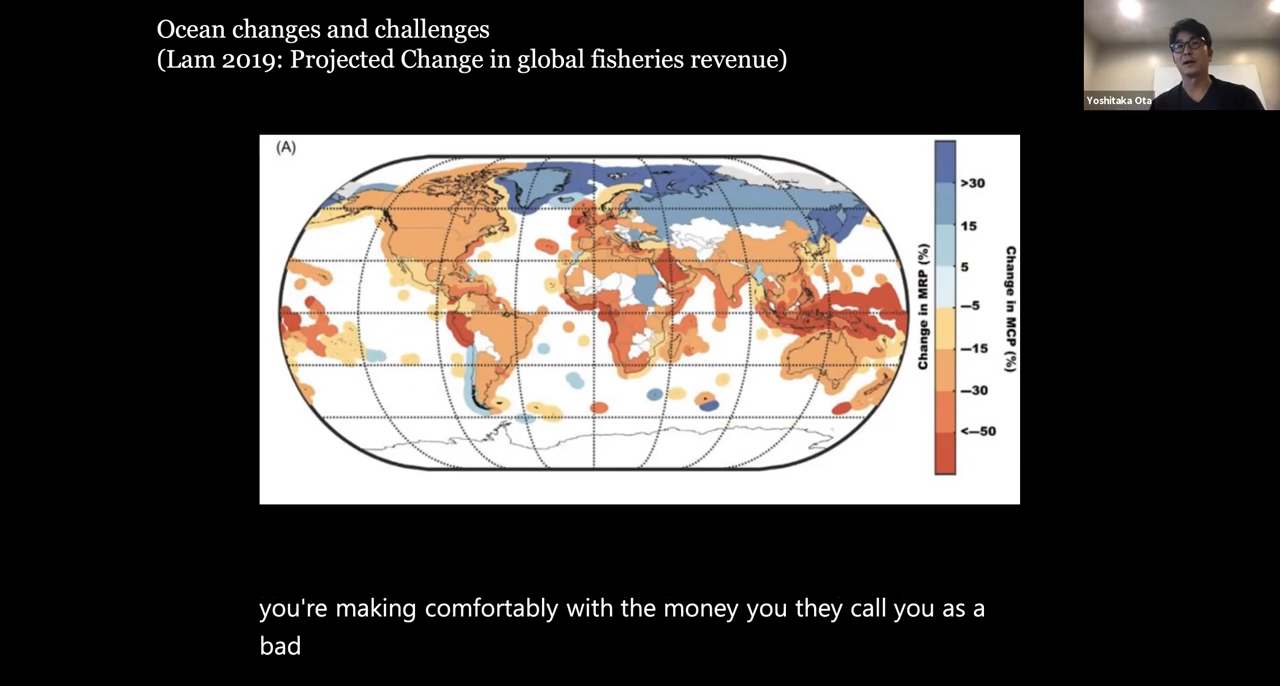 Ocean changes and challenges
(Lam 2019: Projected Change in global fisheries revenue)
Yoshitaka Ota
(A)
>30
15
5
−5
−15
−30
<−50
Change in MRP (%)
Change in MCP (%)
you're making comfortably with the money you they call you as a
bad